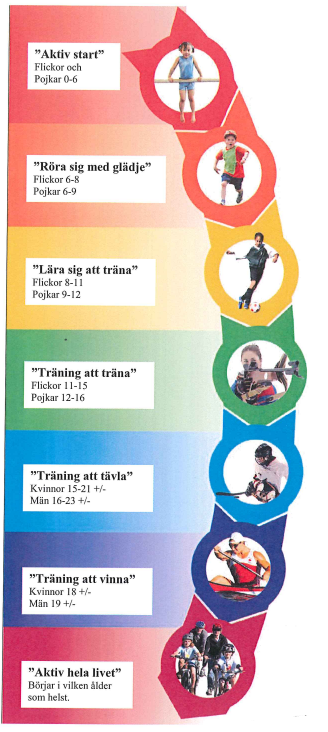 ”Aktiv start”
Flickor och
Pojkar 0-6
”Röra sig med glädje”
Flickor 6-8
Pojkar 6-9
”Lära sig att träna”
Flickor 8-11
Pojkar 9-12
”Träning att träna”
Flickor 11-15
Pojkar 12-16
”Träning att tävla”
Kvinnor 15-21 +/-
Män 16-23 +/-
”Träning att vinna”
Kvinnor 18 +/-
Män 19 +/-
”Aktiv hela livet”
Börjar i vilken ålder
som helst.